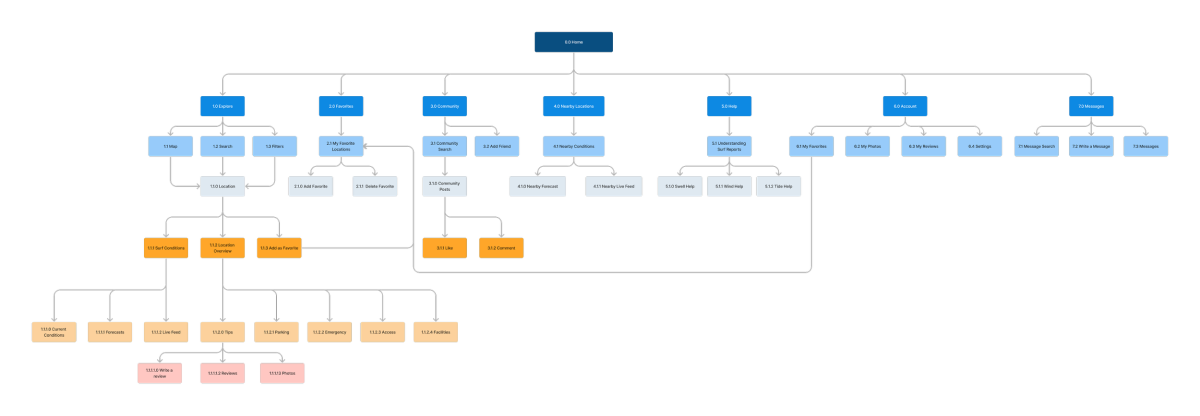 0.0 Home
1.0 Explore
2.0 Favorites
3.0 Community
4.0 Nearby Locations
5.0 Help
6.0 Account
7.0 Messages
1.1 Map
1.2 Search
1.3 Filters
2.1 My Favorite
Locations
3.1 Community
Search
3.2 Add Friend
4.1 Nearby Conditions
5.1 Understanding
Surf Reports
6.1 My Favorites
6.2 My Photos
6.3 My Reviews
6.4 Settings
7.1 Message Search
7.2 Write a Message
7.3 Messages
1.1.0 Location
2.1.0 Add Favorite
2.1.1 Delete Favorite
3.1.0 Community
Posts
4.1.0 Nearby Forecast
4.1.1 Nearby Live Feed
5.1.0 Swell Help
5.1.1 Wind Help
5.1.2 Tide Help
1.1.1 Surf Conditions
1.1.2 Location
Overview
1.1.3 Add as Favorite
3.1.1 Like
3.1.2 Comment
1.1.1.0 Current
Conditions
1.1.1.1 Forecasts
1.1.1.2 Live Feed
1.1.2.0 Tips
1.1.2.1 Parking
1.1.2.2 Emergency
1.1.2.3 Access
1.1.2.4 Facilities
1.1.1.1.0 Write a
review
1.1.1.1.2 Reviews
1.1.1.1.3 Photos